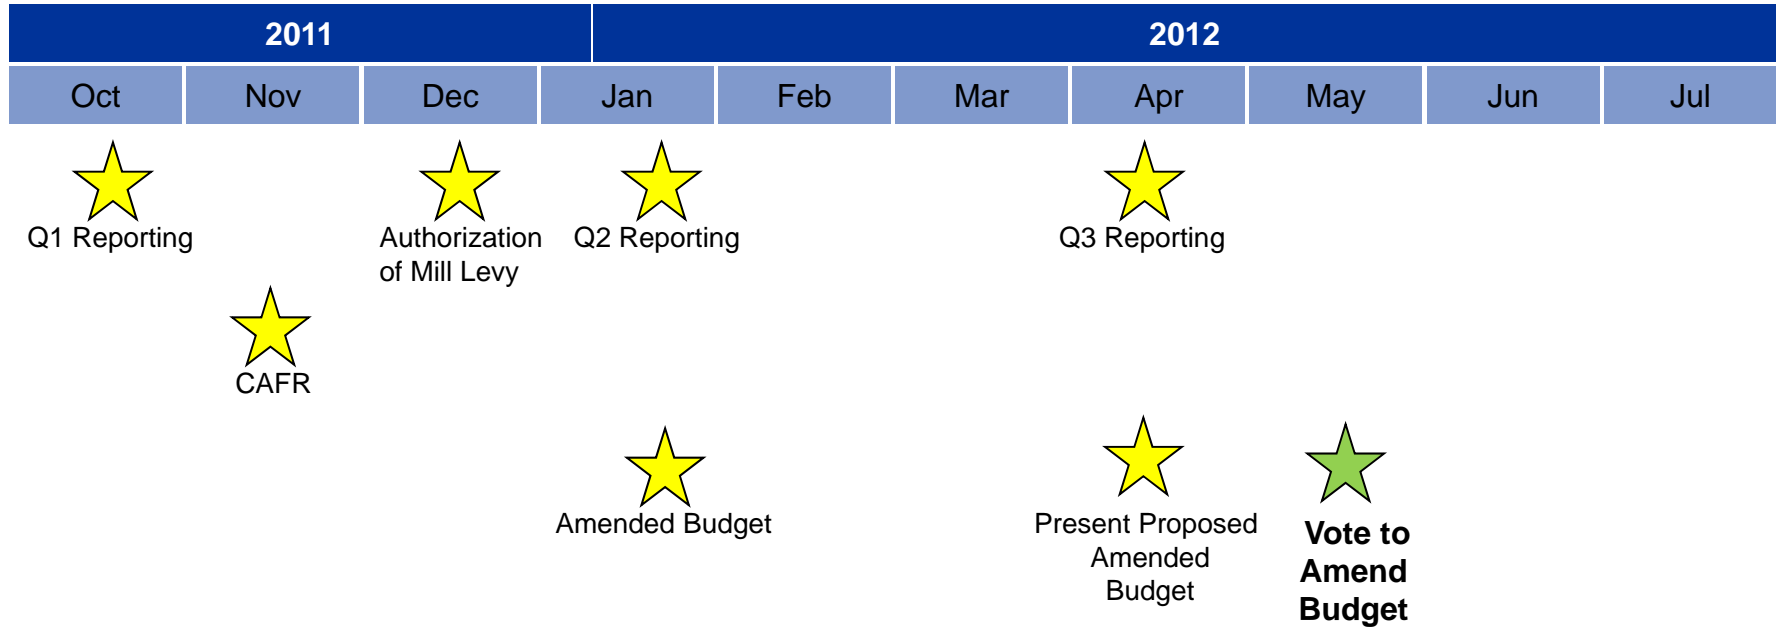 2011
2012
Oct
Nov
Dec
Jan
Feb
Mar
Apr
May
Jun
Jul
Q1 Reporting
Authorization
of Mill Levy
Q2 Reporting
Q3 Reporting
CAFR
Amended Budget
Present Proposed
Amended
Budget
Vote to
Amend
Budget